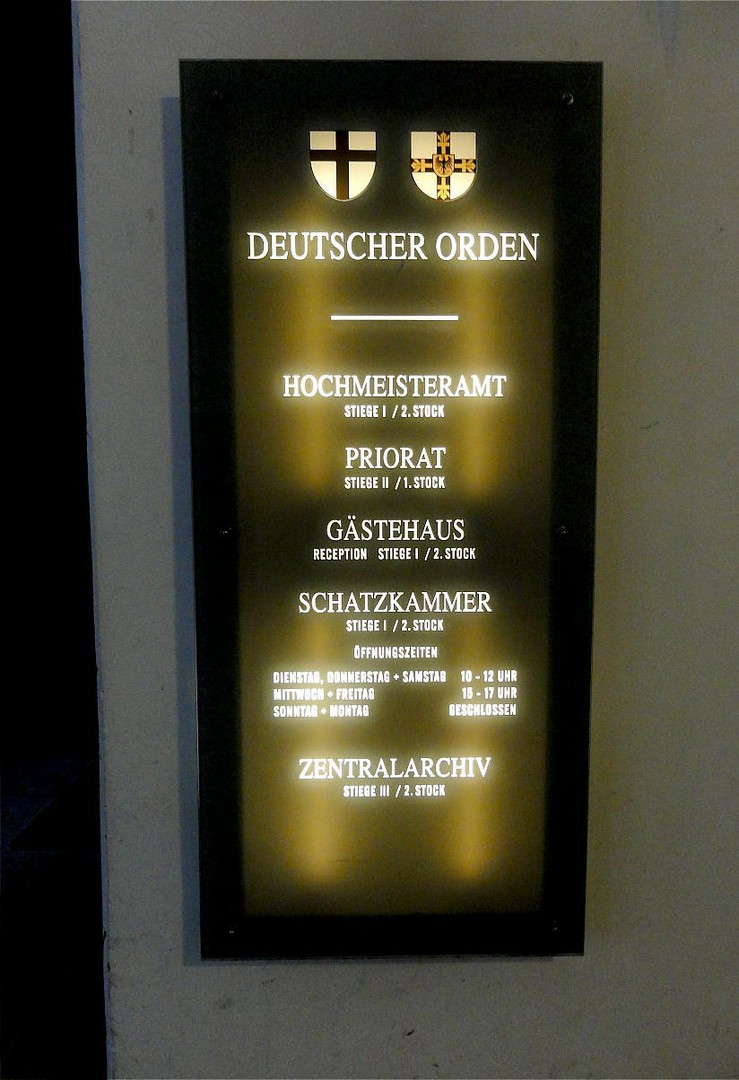 DEUTSCHER ORDEN
HOCHMEISTERAMT
STIEGE I / 2. STOCK
PRIORAT
STIEGE II / 1. STOCK
GÄSTEHAUS
RECEPTION STIEGE I / 2. STOCK
SCHATZKAMMER
STIEGE I / 2. STOCK
ÖFFNUNGSZEITEN
DIENSTAG, DONNERSTAG + SAMSTAG 10 - 12 UHR
MITTWOCH + FREITAG 15 - 17 UHR
SONNTAG + MONTAG GESCHLOSSEN
ZENTRALARCHIV
STIEGE III / 2. STOCK